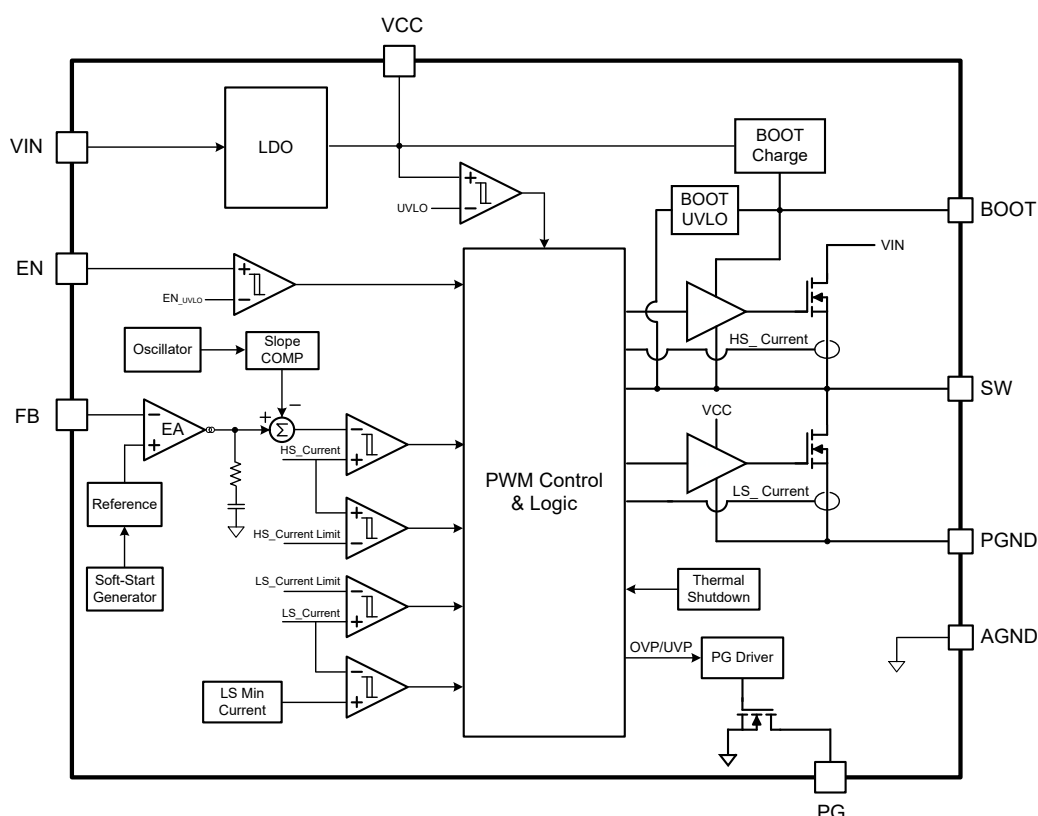 VCC
VIN
LDO
BOOT
Charge
+
−
UVLO
BOOT
UVLO
BOOT
VIN
EN
+
−
EN_UVLO
Oscillator
Slope
COMP
HS_ Current
FB
−
EA
+
+
−
Σ
−
+
HS_Current
SW
VCC
PWM Control
& Logic
LS_ Current
Reference
+
−
HS_Current Limit
PGND
Soft-Start
Generator
LS_Current Limit
−
+
LS_Current
Thermal
Shutdown
AGND
OVP/UVP
PG Driver
LS Min
Current
−
+
PG